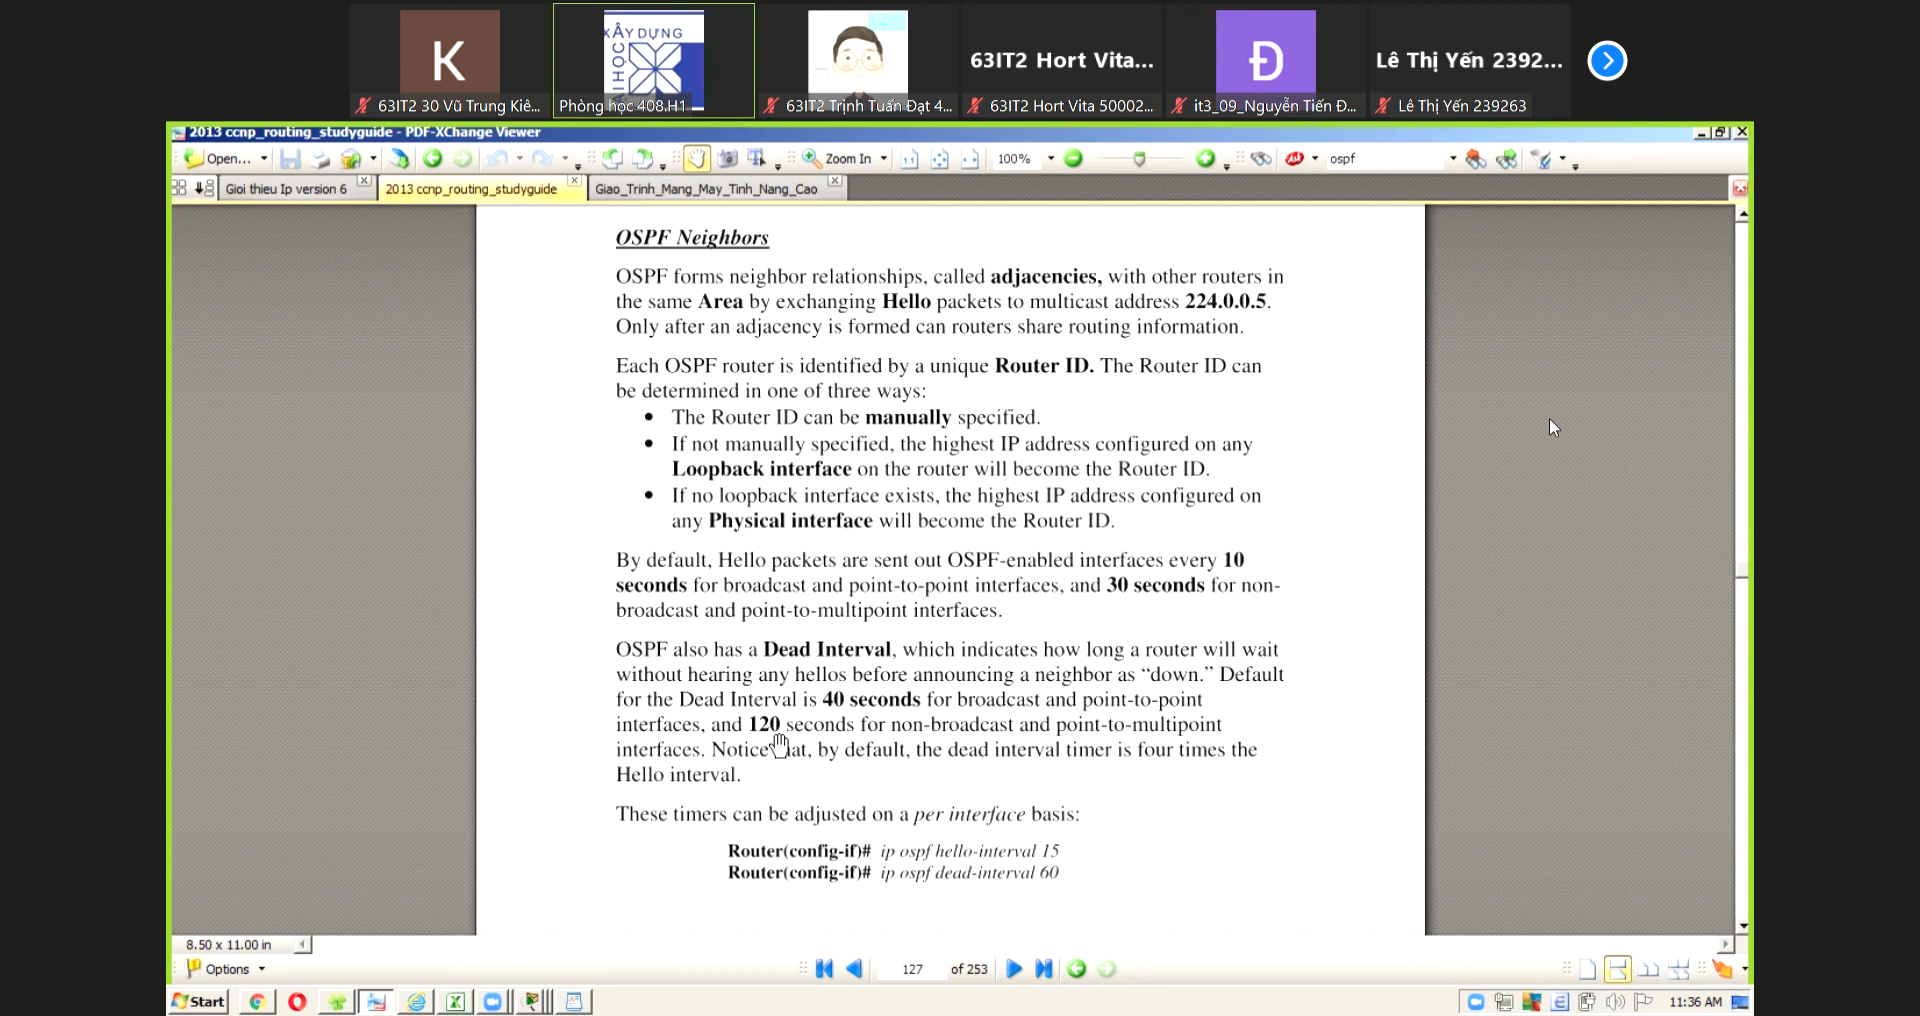 K
XÂY DỰNG
ĐẠI HỌC
63IT2 Hort Vita...
Đ
Lê Thị Yến 2392...
63IT2 30 Vũ Trung Kiê...
Phòng học 408.H1
63IT2 Trịnh Tuấn Đạt 4...
63IT2 Hort Vita 50002...
it3_09_Nguyễn Tiến Đ...
Lê Thị Yến 239263
2013 ccnp_routing_studyguide - PDF-XChange Viewer
Open...
Zoom In
100%
ospf
Gioi thieu Ip version 6
2013 ccnp_routing_studyguide
Giao_Trinh_Mang_May_Tinh_Nang_Cao
OSPF Neighbors
OSPF forms neighbor relationships, called adjacencies, with other routers in
the same Area by exchanging Hello packets to multicast address 224.0.0.5.
Only after an adjacency is formed can routers share routing information.
Each OSPF router is identified by a unique Router ID. The Router ID can
be determined in one of three ways:
• The Router ID can be manually specified.
• If not manually specified, the highest IP address configured on any
Loopback interface on the router will become the Router ID.
• If no loopback interface exists, the highest IP address configured on
any Physical interface will become the Router ID.
By default, Hello packets are sent out OSPF-enabled interfaces every 10
seconds for broadcast and point-to-point interfaces, and 30 seconds for non-
broadcast and point-to-multipoint interfaces.
OSPF also has a Dead Interval, which indicates how long a router will wait
without hearing any hellos before announcing a neighbor as “down.” Default
for the Dead Interval is 40 seconds for broadcast and point-to-point
interfaces, and 120 seconds for non-broadcast and point-to-multipoint
interfaces. Notice that, by default, the dead interval timer is four times the
Hello interval.
These timers can be adjusted on a per interface basis:
Router(config-if)# ip ospf hello-interval 15
Router(config-if)# ip ospf dead-interval 60
8.50 x 11.00 in
Options
127
of 253
Start
11:36 AM